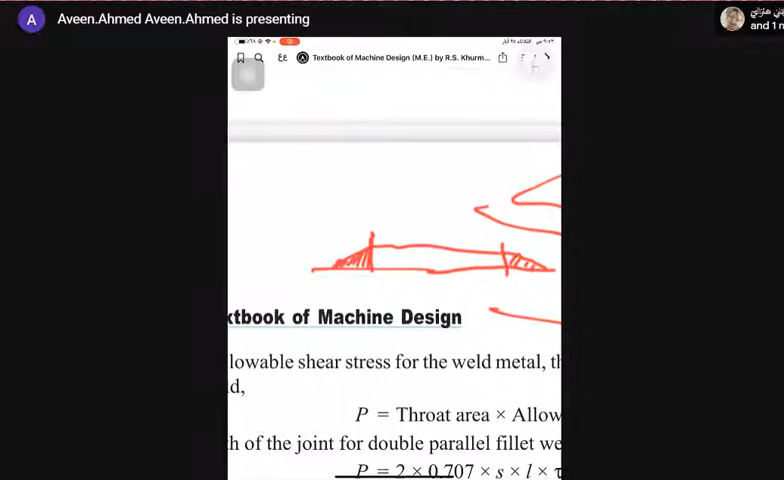 A Aveen.Ahmed Aveen.Ahmed is presenting
and 1 n
Textbook of Machine Design (M.E.) by R.S. Khurm...
xtbook of Machine Design
lowable shear stress for the weld metal, th
d,
P = Throat area × Allow
h of the joint for double parallel fillet we
P = 2 × 0.707 × s × l × τ